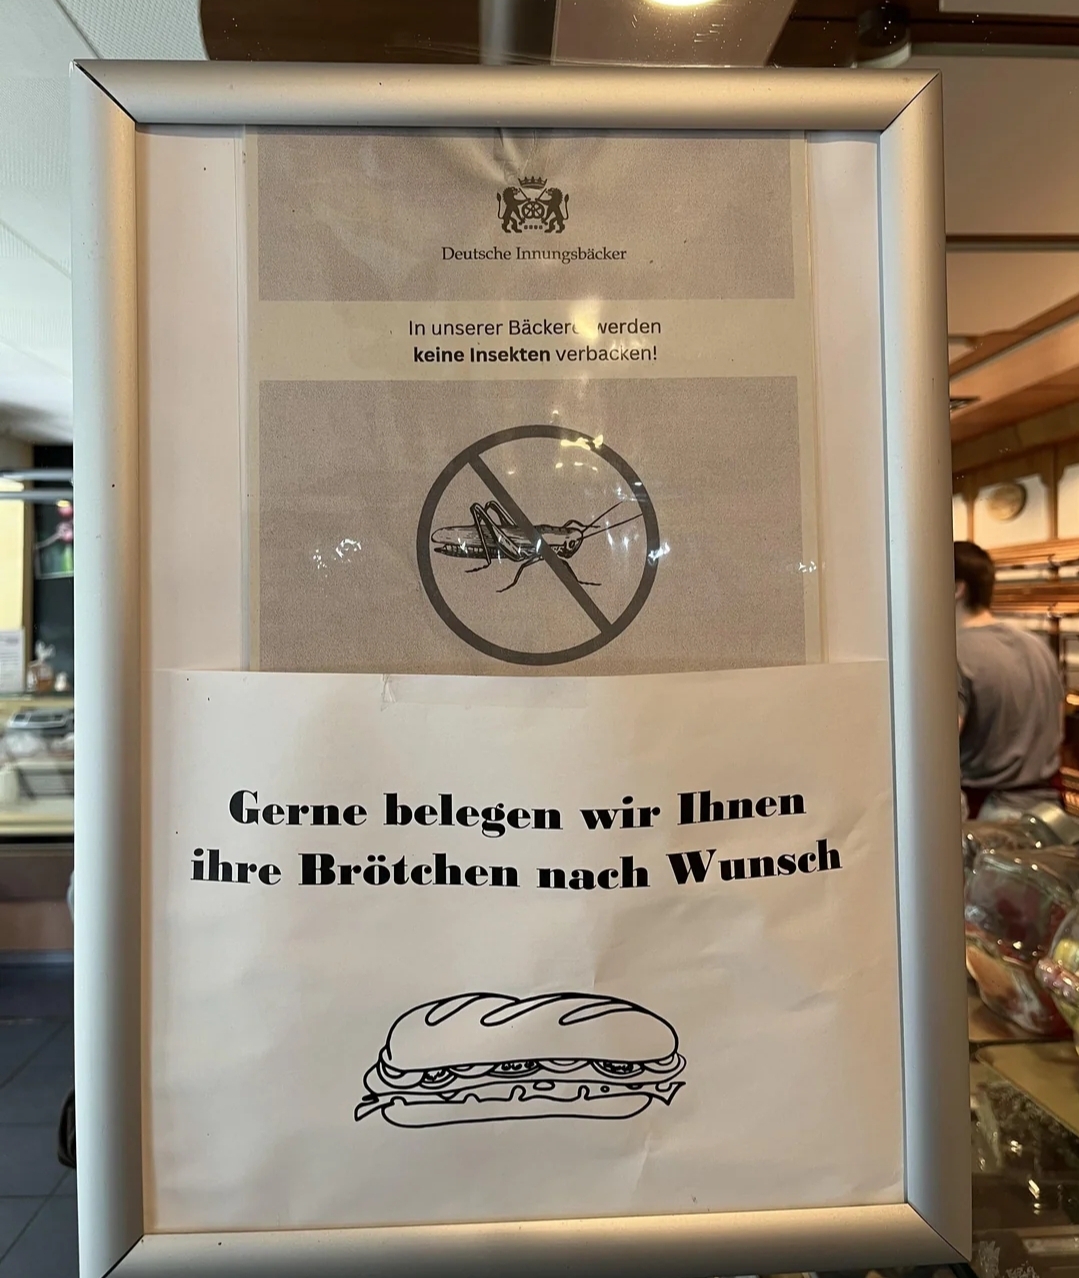 Deutsche Innungsbäcker
In unserer Bäckerei werden
keine Insekten verbacken!
Gerne belegen wir Ihnen
ihre Brötchen nach Wunsch